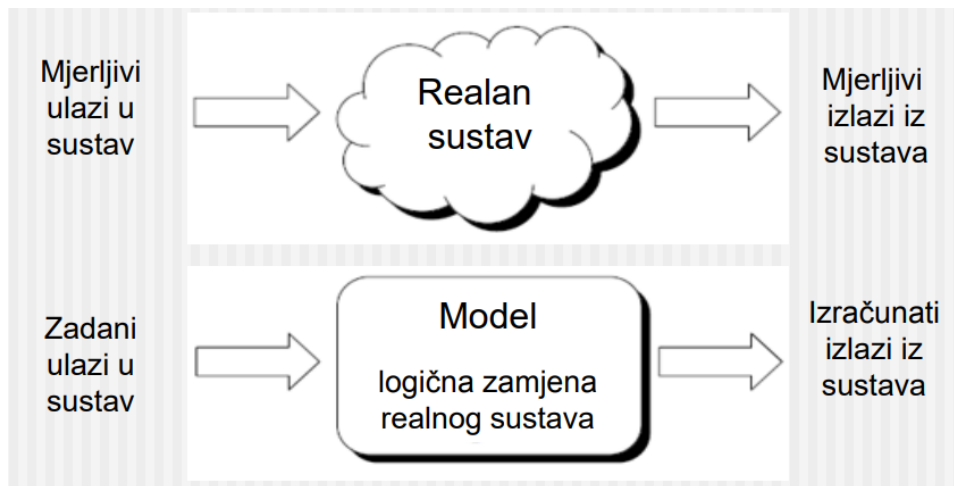 Mjerljivi
ulazi u
sustav
Realan
sustav
Mjerljivi
izlazi iz
sustava
Zadani
ulazi u
sustav
Model
logična zamjena
realnog sustava
Izračunati
izlazi iz
sustava